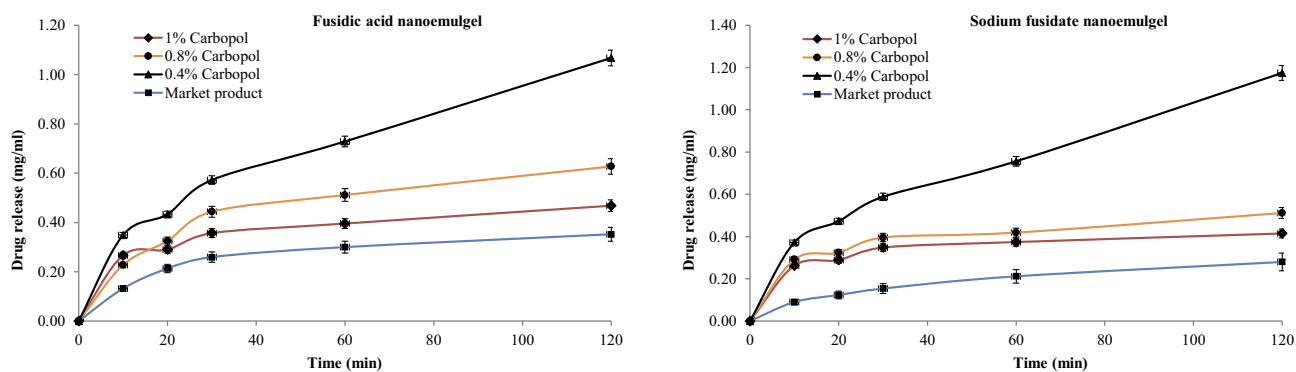 Fusidic acid nanoemulgel
1.20
1.00
0.80
0.60
0.40
0.20
0.00
Drug release (mg/ml)
1% Carbopol
0.8% Carbopol
0.4% Carbopol
Market product
0
20
40
60
80
100
120
Time (min)
Sodium fusidate nanoemulgel
1.40
1.20
1.00
0.80
0.60
0.40
0.20
0.00
Drug release (mg/ml)
1% Carbopol
0.8% Carbopol
0.4% Carbopol
Market product
0
20
40
60
80
100
120
Time (min)